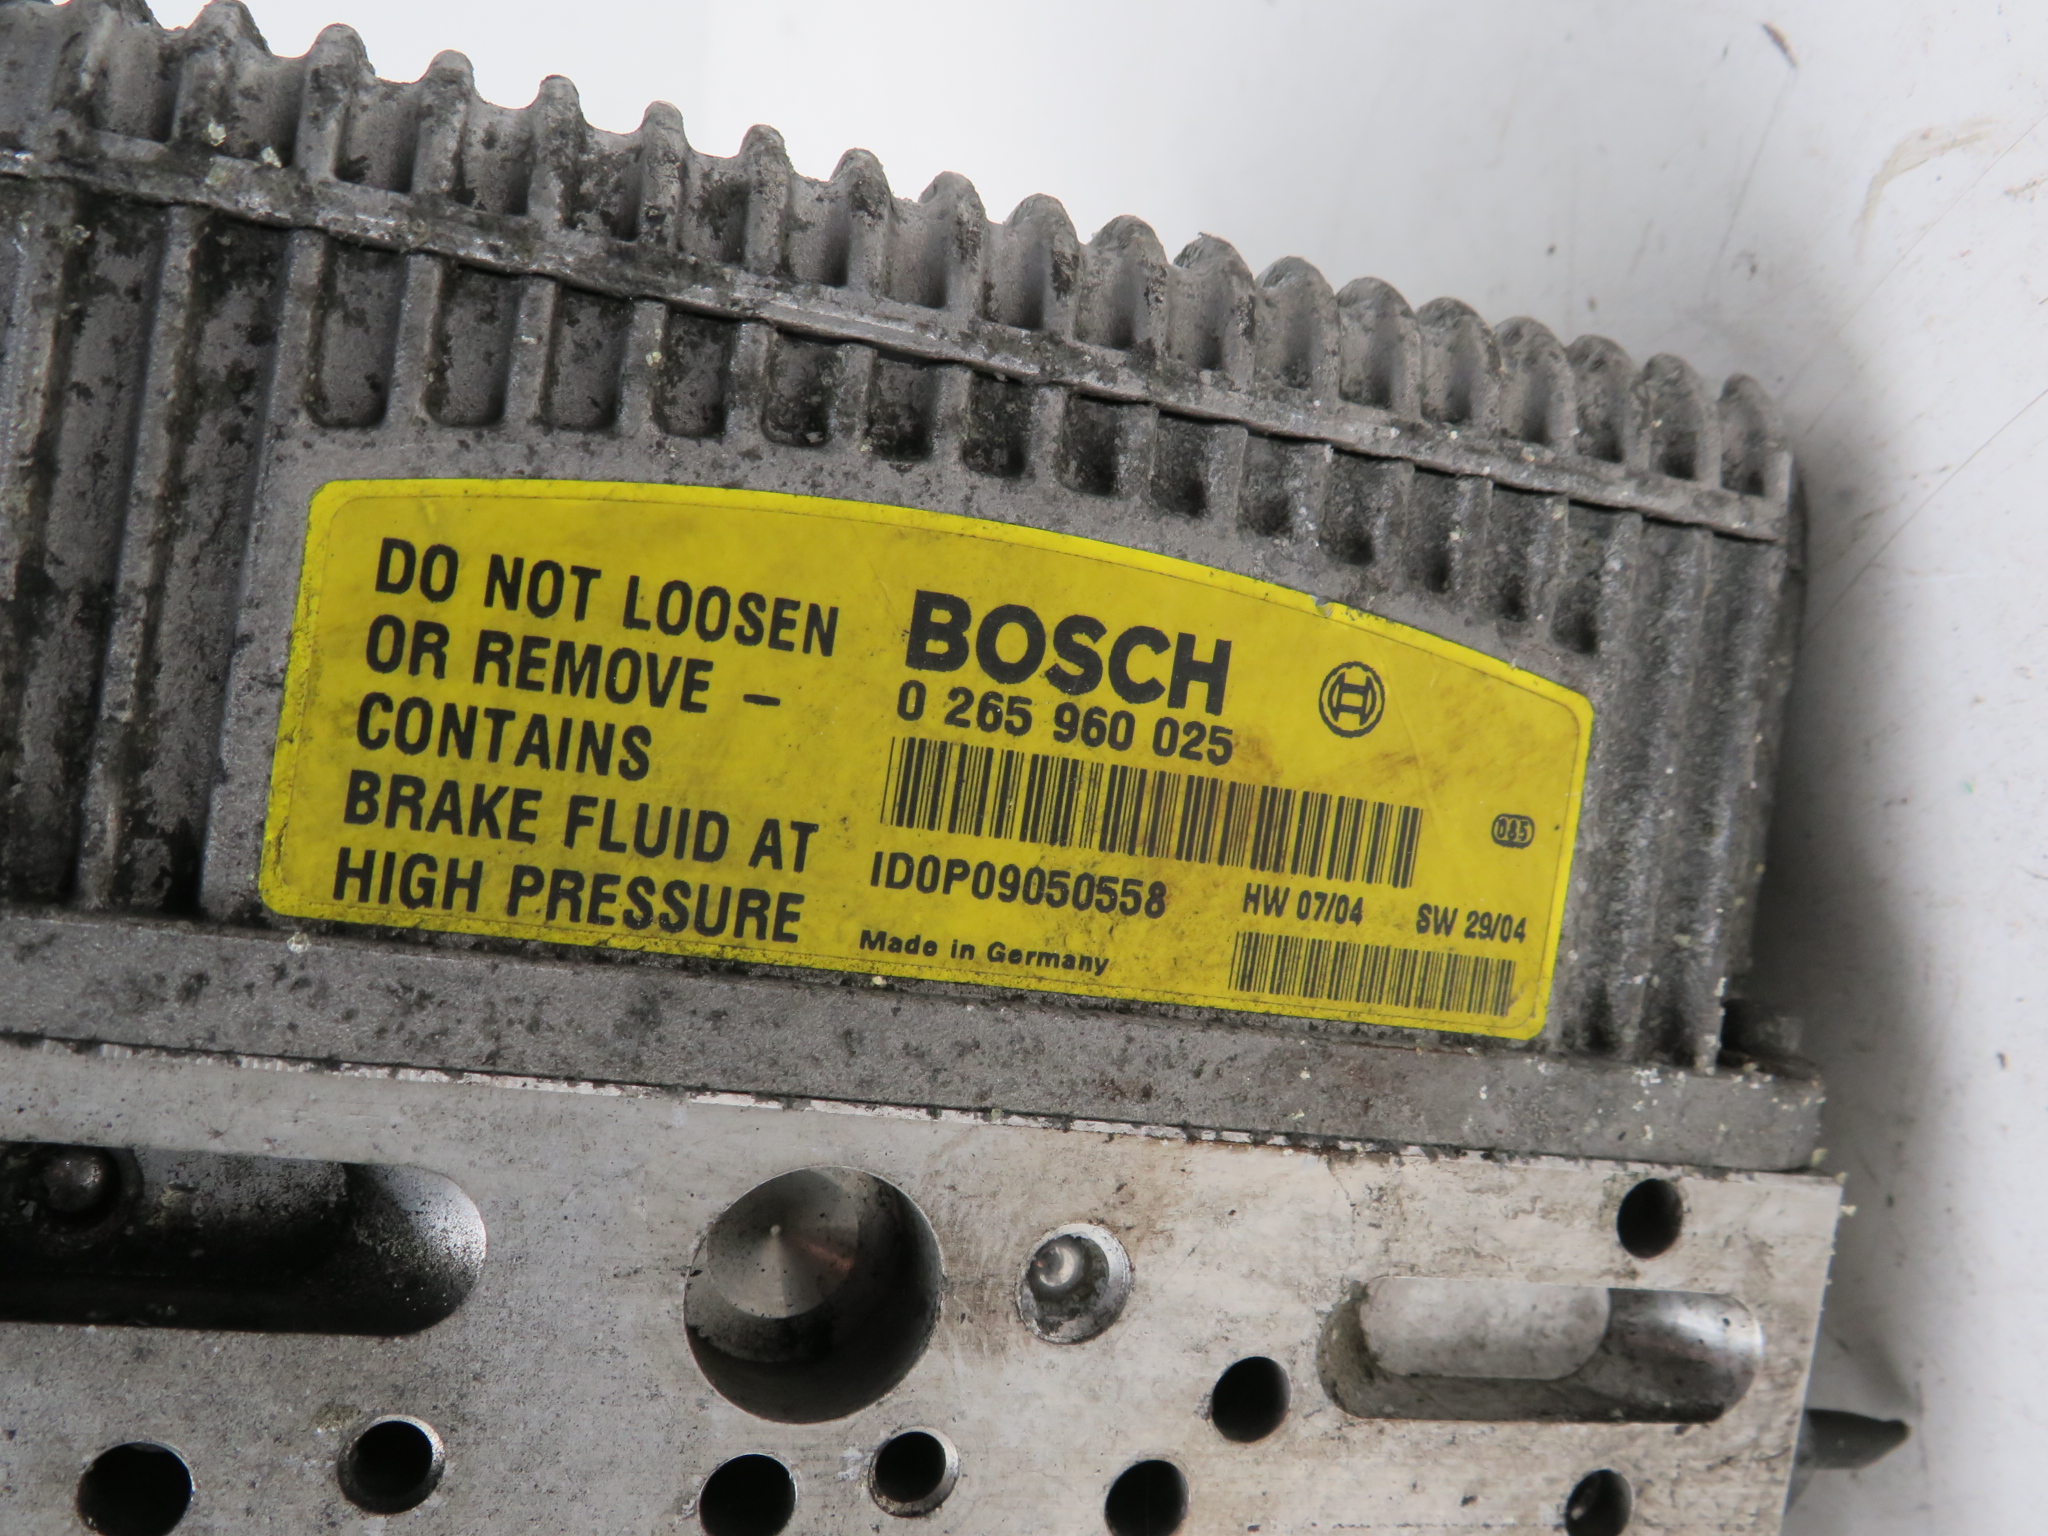 DO NOT LOOSEN
OR REMOVE –
CONTAINS
BRAKE FLUID AT
HIGH PRESSURE
BOSCH
0 265 960 025
085
1D0P09050558
HW 07/04 SW 29/04
Made in Germany